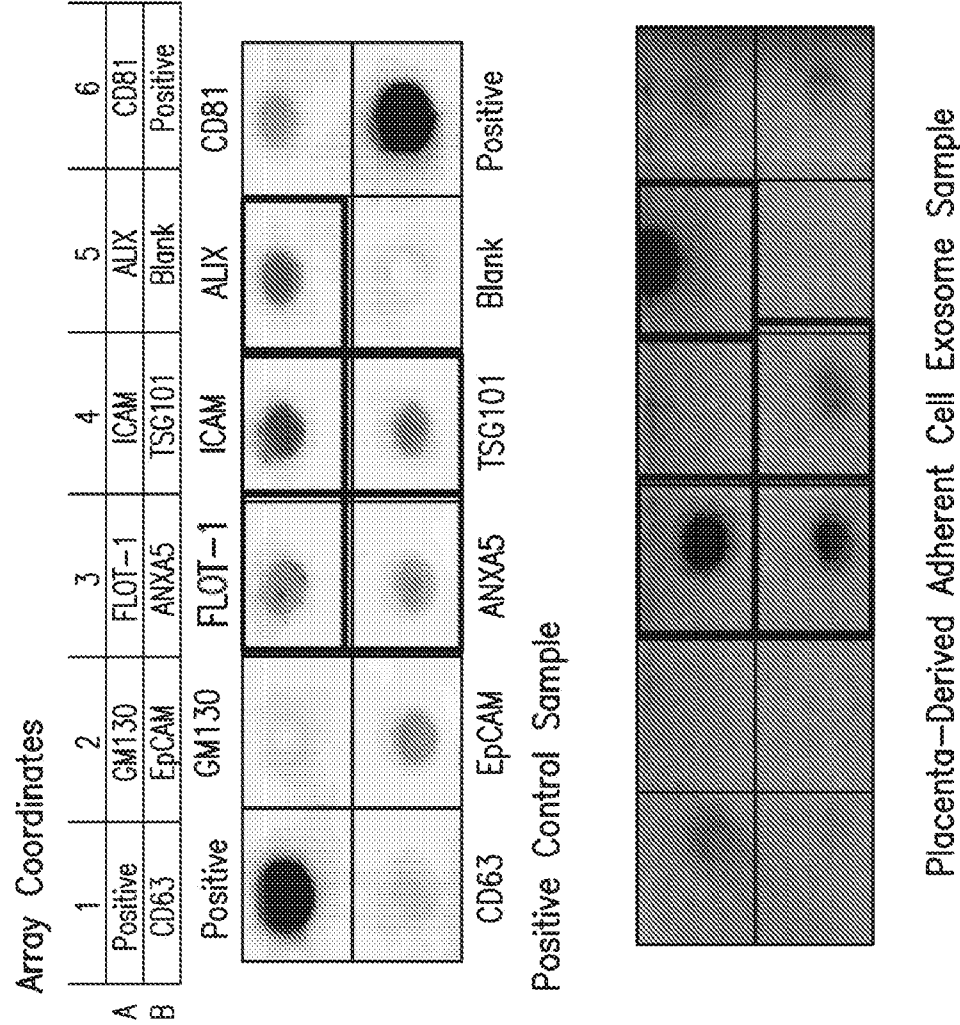 Array Coordinates
1 2 3 4 5 6
A Positive GM130 FLOT-1 ICAM ALIX CD81
B CD63 EpCAM ANXA5 TSG101 Blank Positive
Positive GM130 FLOT-1 ICAM ALIX CD81
CD63 EpCAM ANXA5 TSG101 Blank Positive
Positive Control Sample
Placenta-Derived Adherent Cell Exosome Sample